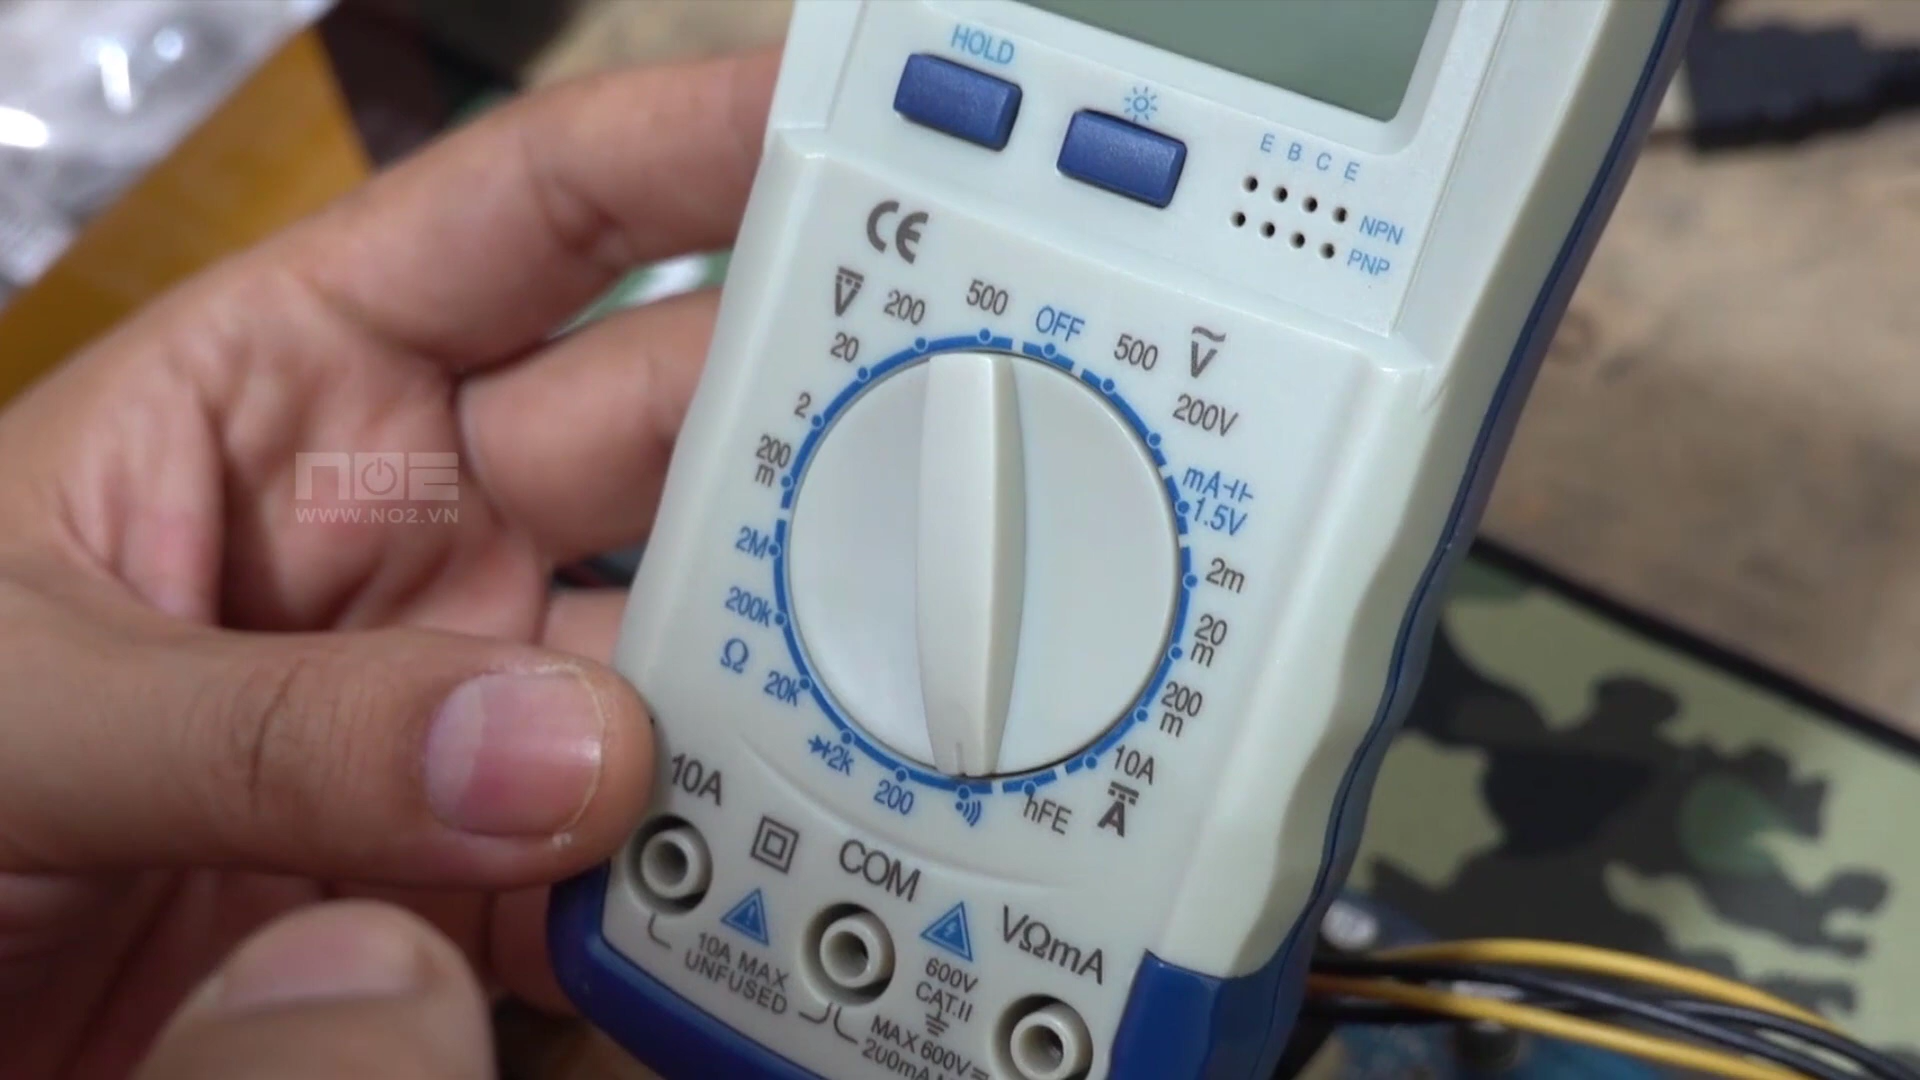 HOLD
E B C E
NPN
PNP
CE
V 200 500 OFF 500 V
20
200V
2
200
m
mA
1.5V
2M
2m
200k
20
m
Ω
20k
200
m
2k
10A
A
200
hFE
10A
COM
VΩmA
10A MAX
UNFUSED
600V
CAT.II
MAX 600V
200mA
NOE
WWW.NO2.VN